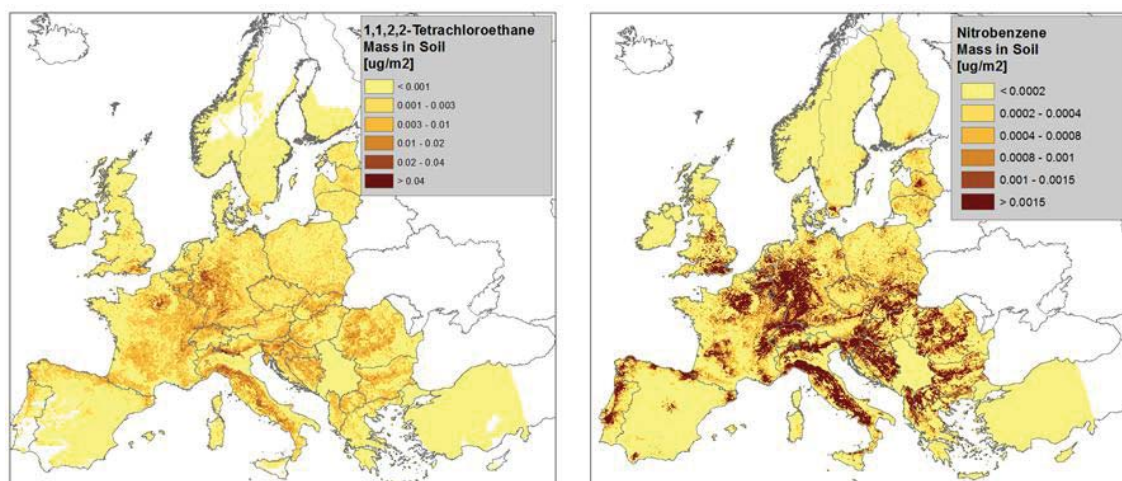 1,1,2,2-Tetrachloroethane
Mass in Soil
[ug/m2]
< 0.001
0.001 - 0.003
0.003 - 0.01
0.01 - 0.02
0.02 - 0.04
> 0.04
Nitrobenzene
Mass in Soil
[ug/m2]
< 0.0002
0.0002 - 0.0004
0.0004 - 0.0008
0.0008 - 0.001
0.001 - 0.0015
> 0.0015